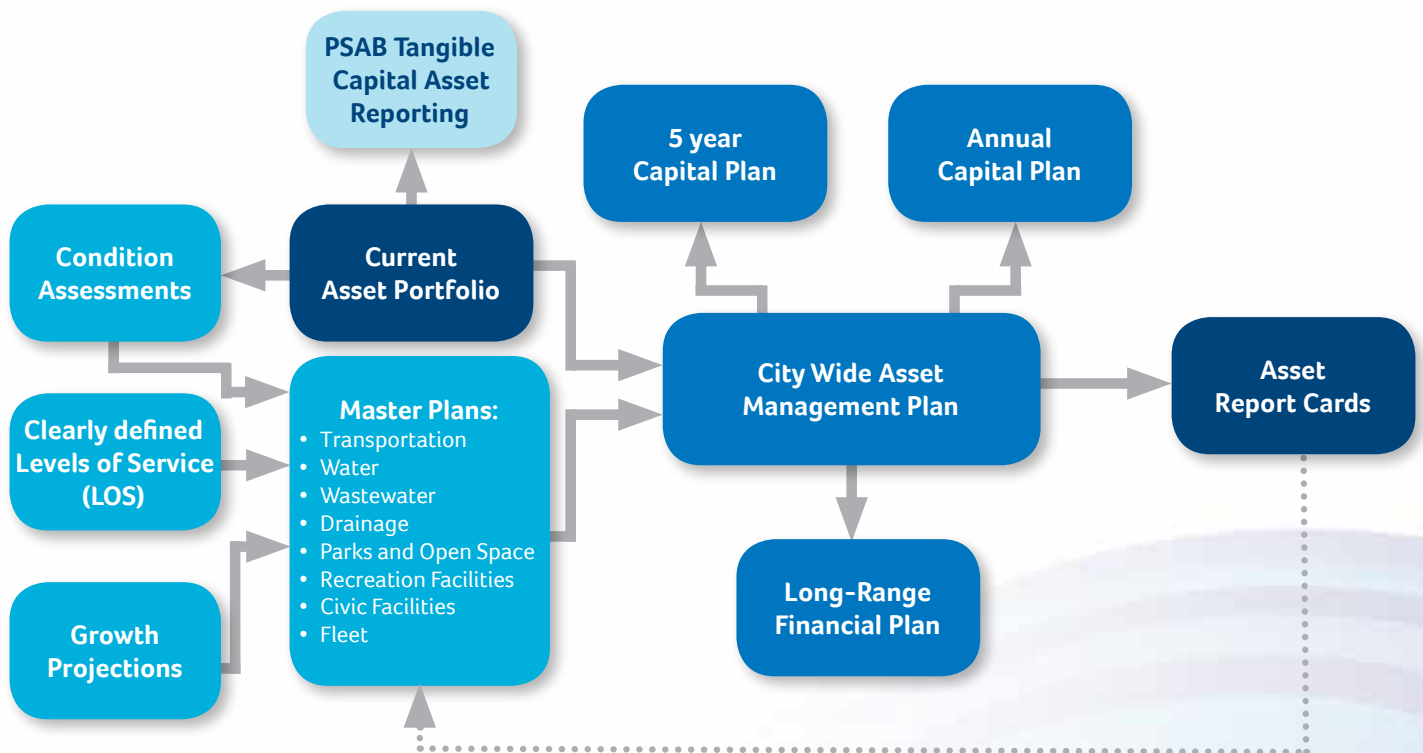 PSAB Tangible
Capital Asset
Reporting
5 year
Capital Plan
Annual
Capital Plan
Condition
Assessments
Current
Asset Portfolio
Clearly defined
Levels of Service
(LOS)
Growth
Projections
Master Plans:
• Transportation
• Water
• Wastewater
• Drainage
• Parks and Open Space
• Recreation Facilities
• Civic Facilities
• Fleet
City Wide Asset
Management Plan
Asset
Report Cards
Long-Range
Financial Plan